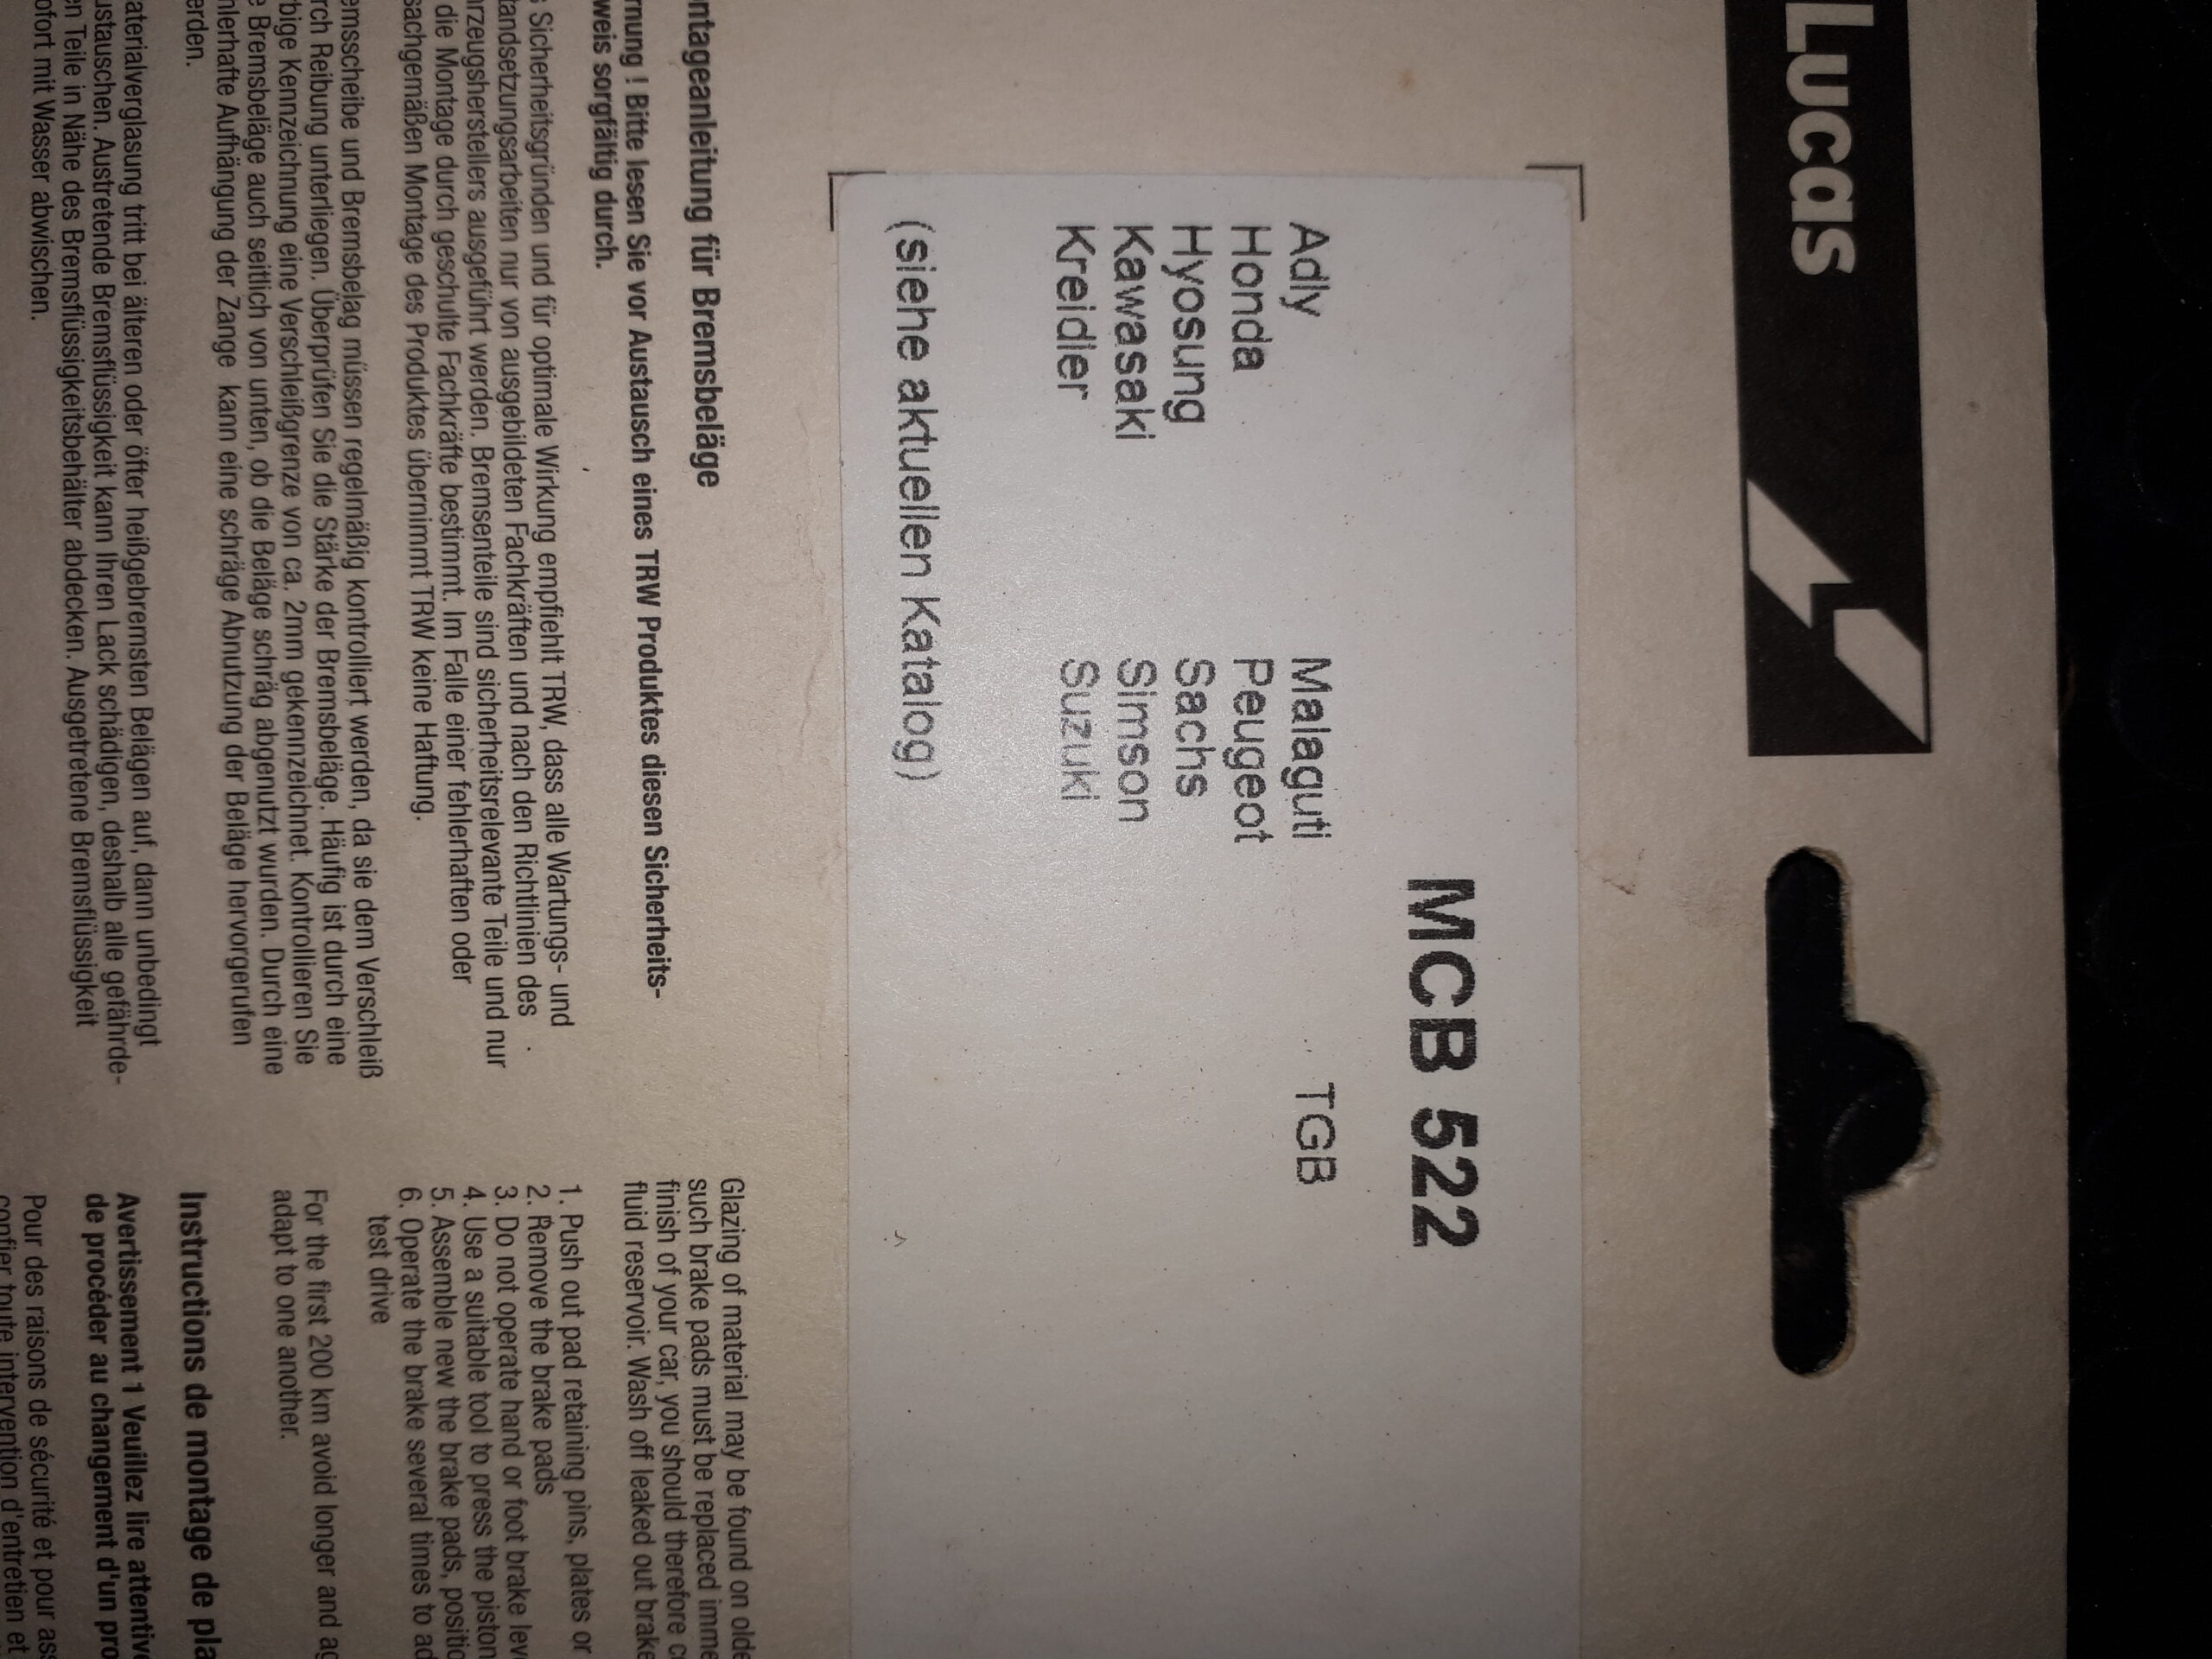 Lucas
MCB 522
Adly Malaguti TGB
Honda Peugeot
Hyosung Sachs
Kawasaki Simson
Kreidler Suzuki
(siehe aktuellen Katalog)
ntageanleitung für Bremsbeläge
rnung ! Bitte lesen Sie vor Austausch eines TRW Produktes diesen Sicherheits-
weis sorgfältig durch.
s Sicherheitsgründen und für optimale Wirkung empfiehlt TRW, dass alle Wartungs- und
tandsetzungsarbeiten nur von ausgebildeten Fachkräften und nach den Richtlinien des
rzeugsherstellers ausgeführt werden. Bremsenteile sind sicherheitsrelevante Teile und nur
die Montage durch geschulte Fachkräfte bestimmt. Im Falle einer fehlerhaften oder
sachgemäßen Montage des Produktes übernimmt TRW keine Haftung.
emsscheibe und Bremsbelag müssen regelmäßig kontrolliert werden, da sie dem Verschleiß
rch Reibung unterliegen. Überprüfen Sie die Stärke der Bremsbeläge. Häufig ist durch eine
rbige Kennzeichnung eine Verschleißgrenze von ca. 2mm gekennzeichnet. Kontrollieren Sie
e Bremsbeläge auch seitlich von unten, ob die Beläge schräg abgenutzt wurden. Durch eine
hlerhafte Aufhängung der Zange kann eine schräge Abnutzung der Beläge hervorgerufen
erden.
aterialverglasung tritt bei älteren oder öfter heißgebremsten Belägen auf, dann unbedingt
ustauschen. Austretende Bremsflüssigkeit kann Ihren Lack schädigen, deshalb alle gefährde-
en Teile in Nähe des Bremsflüssigkeitsbehälter abdecken. Ausgetretene Bremsflüssigkeit
ofort mit Wasser abwischen.
Glazing of material may be found on olde
such brake pads must be replaced imme
finish of your car, you should therefore c
fluid reservoir. Wash off leaked out brake
1. Push out pad retaining pins, plates or
2. Remove the brake pads
3. Do not operate hand or foot brake lev
4. Use a suitable tool to press the piston
5. Assemble new the brake pads, positio
6. Operate the brake several times to ad
test drive
For the first 200 km avoid longer and ag
adapt to one another.
Instructions de montage de pla
Avertissement 1 Veuillez lire attentive
de procéder au changement d'un pro
Pour des raisons de sécurité et pour ass
confier toute intervention d'entretien et